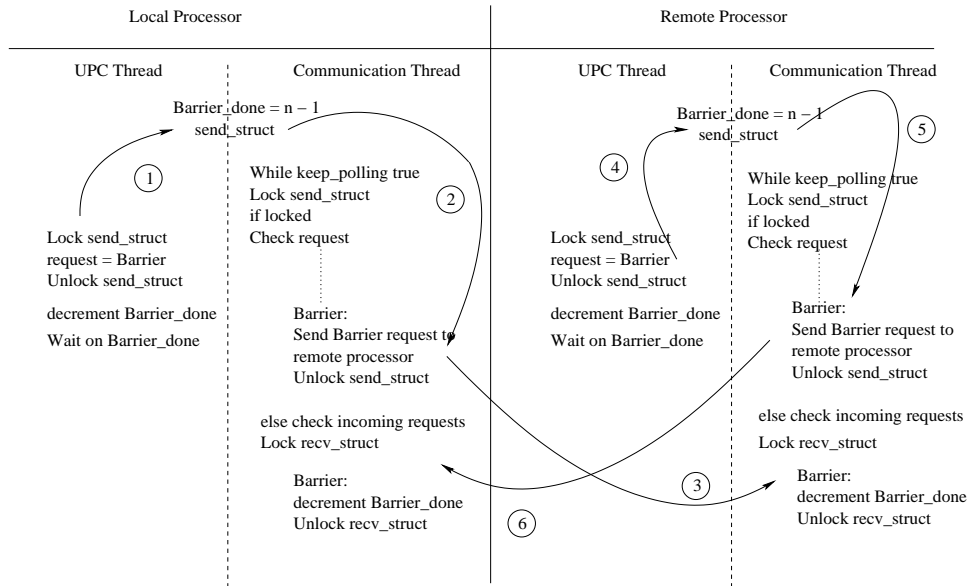 Local Processor
Remote Processor
UPC Thread
Communication Thread
UPC Thread
Communication Thread
Barrier_done = n − 1
send_struct
1
2
While keep_polling true
Lock send_struct
if locked
Check request
Lock send_struct
request = Barrier
Unlock send_struct
decrement Barrier_done
Wait on Barrier_done
Barrier:
Send Barrier request to
remote processor
Unlock send_struct
else check incoming requests
Lock recv_struct
Barrier:
decrement Barrier_done
Unlock recv_struct
Barrier_done = n − 1
send_struct
5
4
While keep_polling true
Lock send_struct
if locked
Check request
Lock send_struct
request = Barrier
Unlock send_struct
decrement Barrier_done
Wait on Barrier_done
Barrier:
Send Barrier request to
remote processor
Unlock send_struct
else check incoming requests
Lock recv_struct
3
6
Barrier:
decrement Barrier_done
Unlock recv_struct